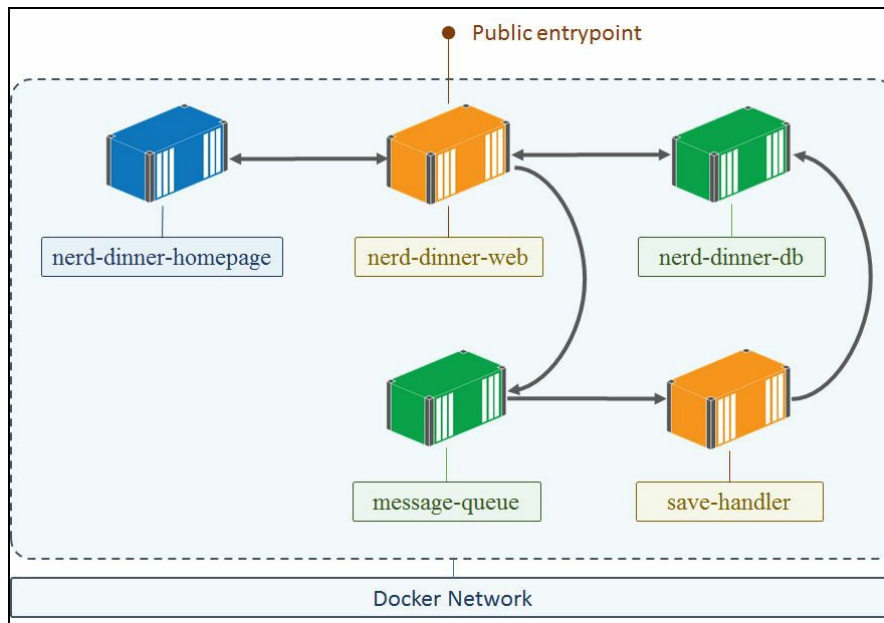 Public entrypoint
nerd-dinner-homepage
nerd-dinner-web
nerd-dinner-db
message-queue
save-handler
Docker Network